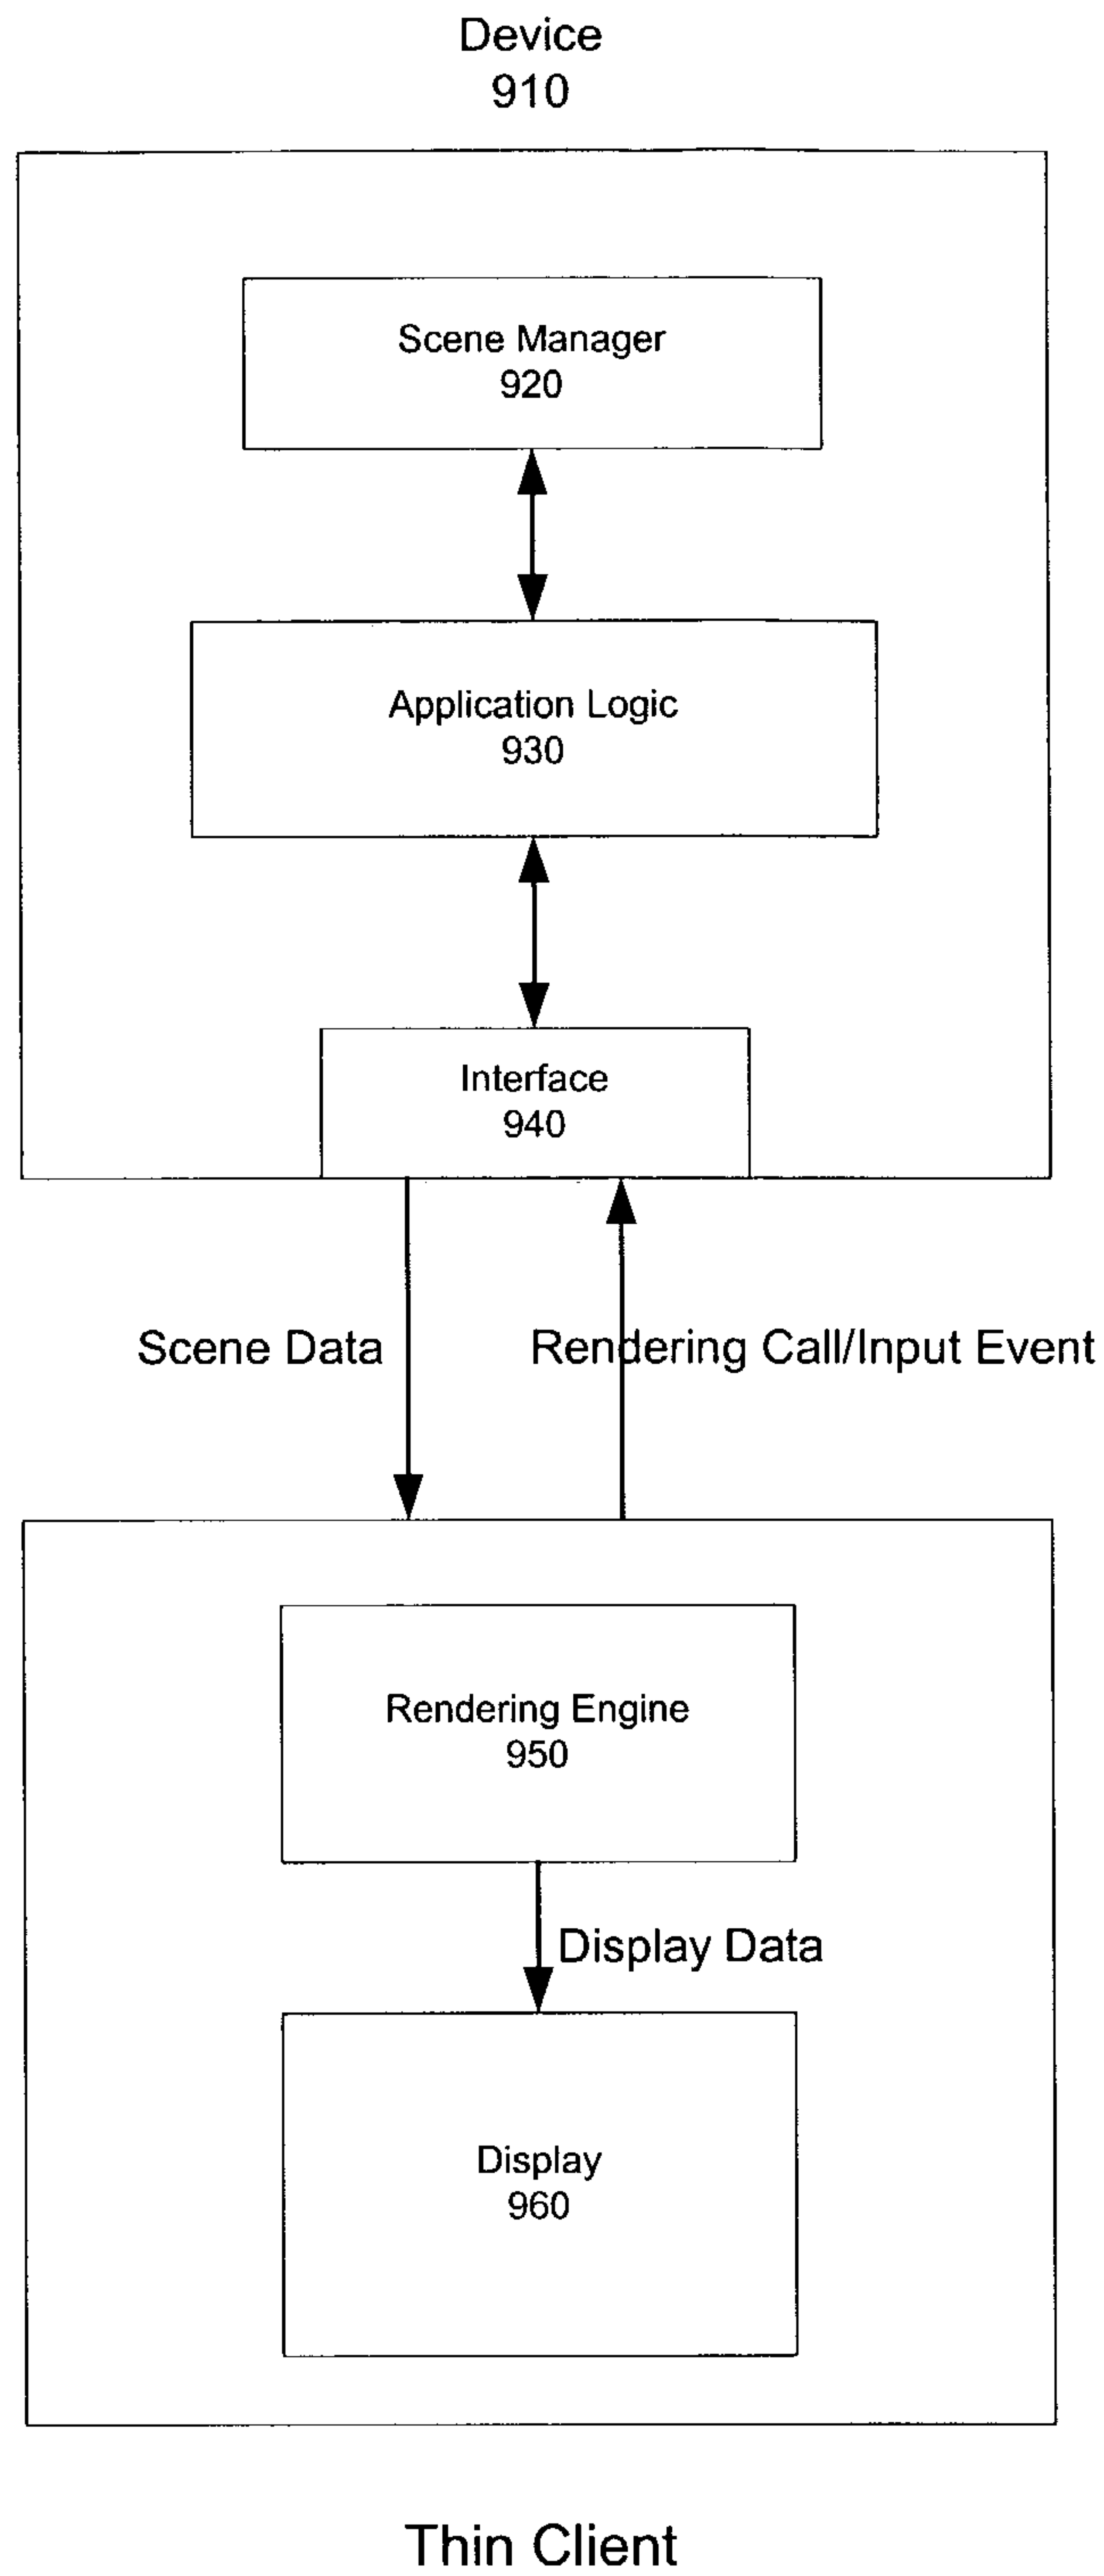 Device
910
Scene Manager
920
Application Logic
930
Interface
940
Scene Data
Rendering Call/Input Event
Rendering Engine
950
Display Data
Display
960
Thin Client